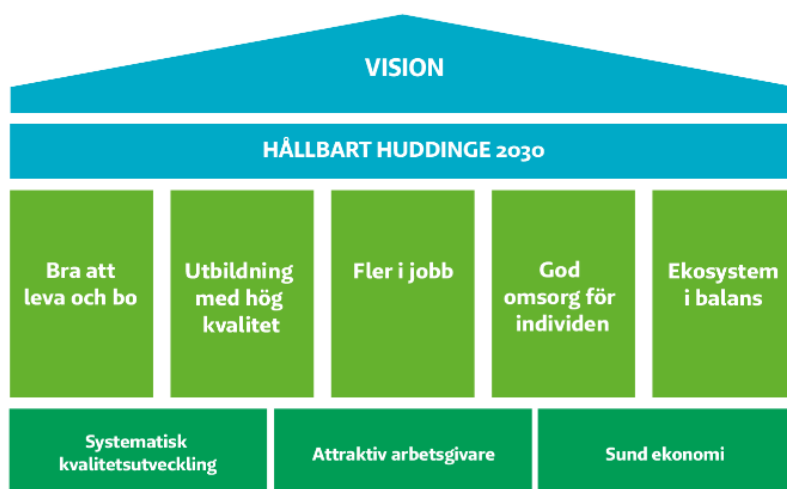 VISION
HÅLLBART HUDDINGE 2030
Bra att
leva och bo
Utbildning
med hög
kvalitet
Fler i jobb
God
omsorg för
individen
Ekosystem
i balans
Systematisk
kvalitetsutveckling
Attraktiv arbetsgivare
Sund ekonomi